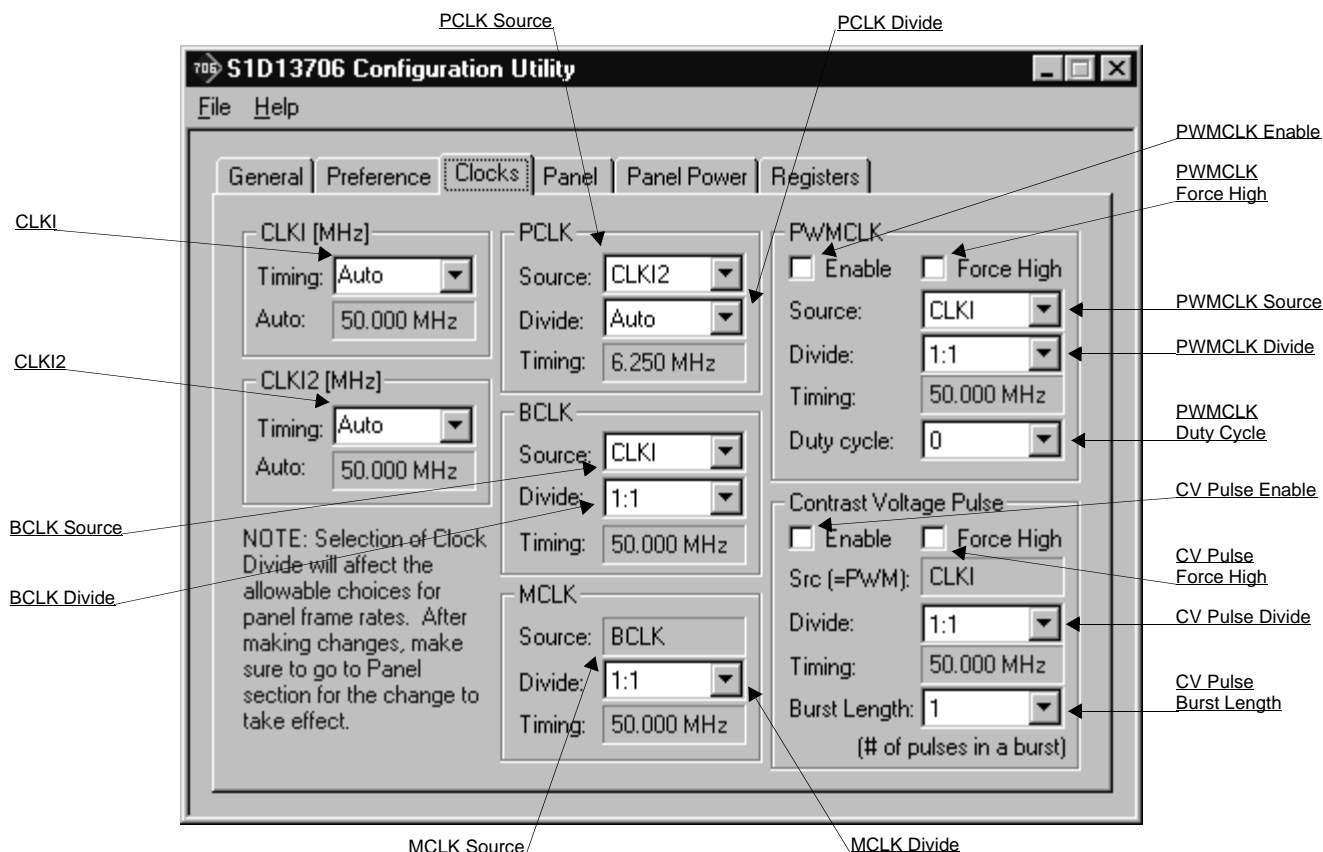 PCLK Source
PCLK Divide
706 S1D13706 Configuration Utility
File Help
General Preference Clocks Panel Panel Power Registers
CLKI
CLKI [MHz]
Timing: Auto
Auto: 50.000 MHz
CLKI2
CLKI2 [MHz]
Timing: Auto
Auto: 50.000 MHz
BCLK Source
BCLK Divide
NOTE: Selection of Clock
Divide will affect the
allowable choices for
panel frame rates. After
making changes, make
sure to go to Panel
section for the change to
take effect.
PCLK
Source: CLKI2
Divide: Auto
Timing: 6.250 MHz
BCLK
Source: CLKI
Divide: 1:1
Timing: 50.000 MHz
MCLK
Source: BCLK
Divide: 1:1
Timing: 50.000 MHz
PWMCLK
Enable Force High
Source: CLKI
Divide: 1:1
Timing: 50.000 MHz
Duty cycle: 0
Contrast Voltage Pulse
Enable Force High
Src (=PWM): CLKI
Divide: 1:1
Timing: 50.000 MHz
Burst Length: 1
(# of pulses in a burst)
PWMCLK Enable
PWMCLK
Force High
PWMCLK Source
PWMCLK Divide
PWMCLK
Duty Cycle
CV Pulse Enable
CV Pulse
Force High
CV Pulse Divide
CV Pulse
Burst Length
MCLK Source
MCLK Divide